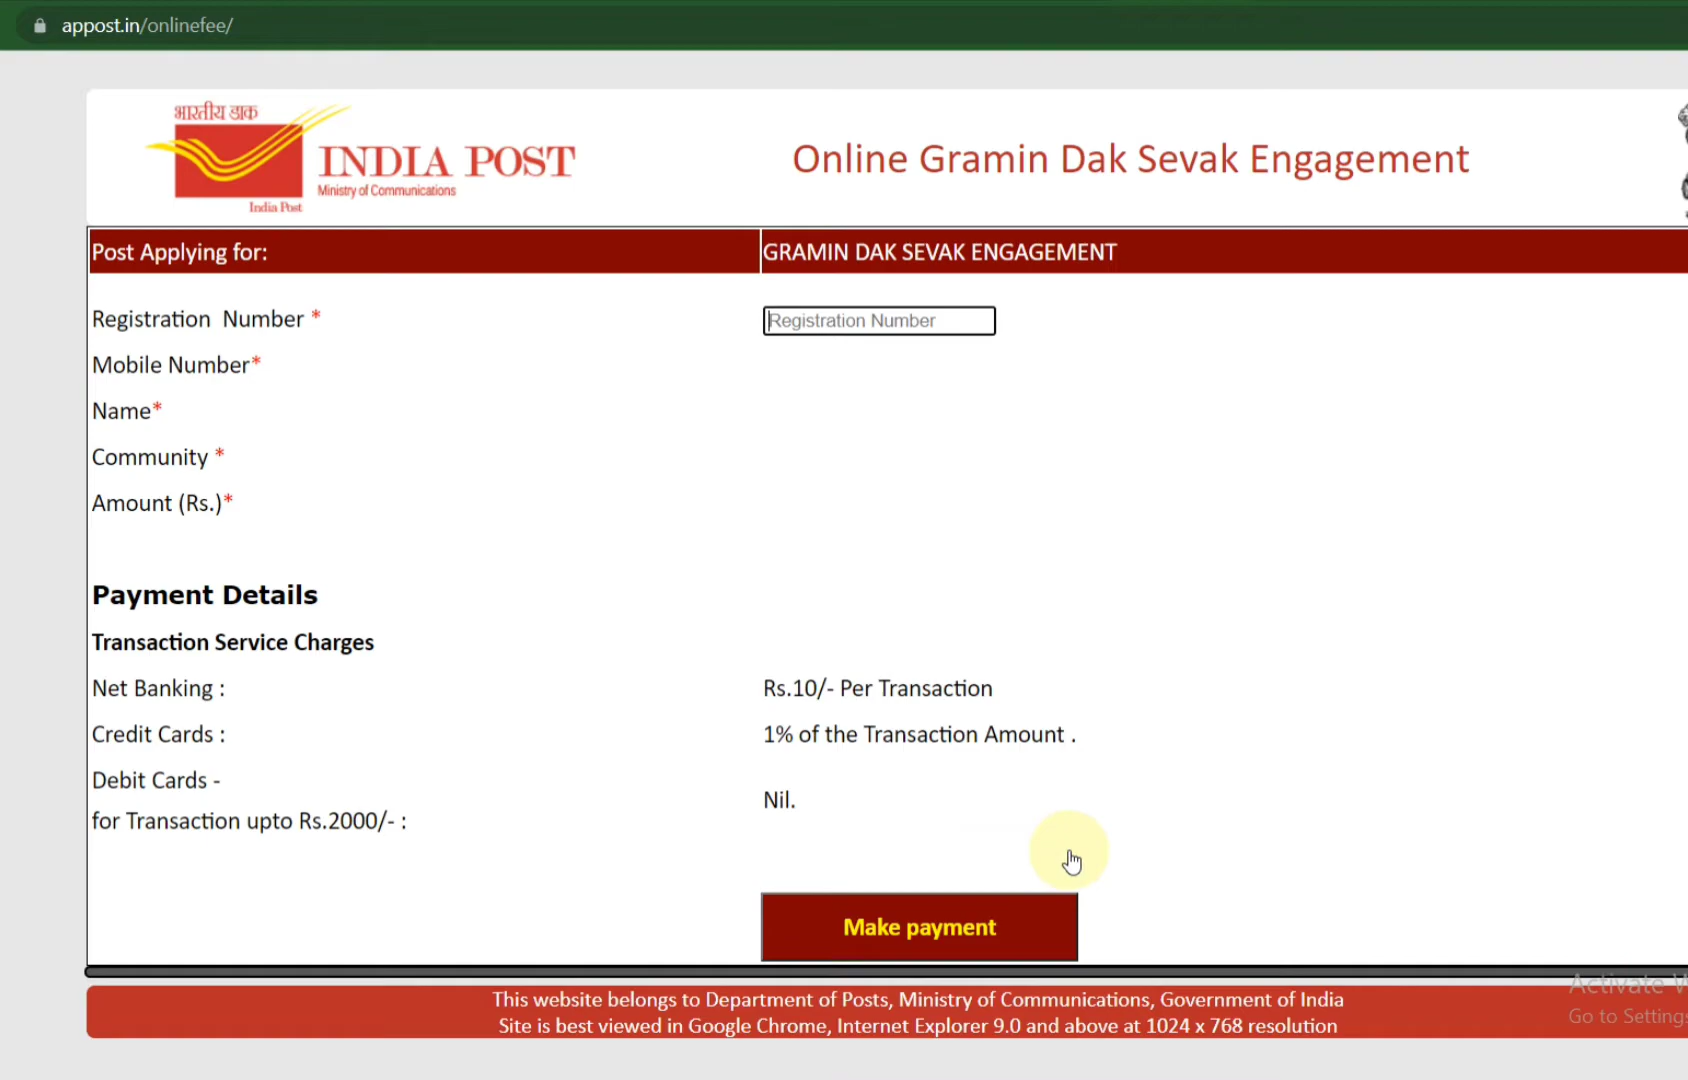 appost.in/onlinefee/
भारतीय डाक
INDIA POST
Ministry of Communications
India Post
Online Gramin Dak Sevak Engagement
Post Applying for: GRAMIN DAK SEVAK ENGAGEMENT
Registration Number * Registration Number
Mobile Number*
Name*
Community *
Amount (Rs.)*
Payment Details
Transaction Service Charges
Net Banking : Rs.10/- Per Transaction
Credit Cards : 1% of the Transaction Amount .
Debit Cards -
for Transaction upto Rs.2000/- : Nil.
Make payment
This website belongs to Department of Posts, Ministry of Communications, Government of India
Site is best viewed in Google Chrome, Internet Explorer 9.0 and above at 1024 x 768 resolution
Activate
Go to Settings